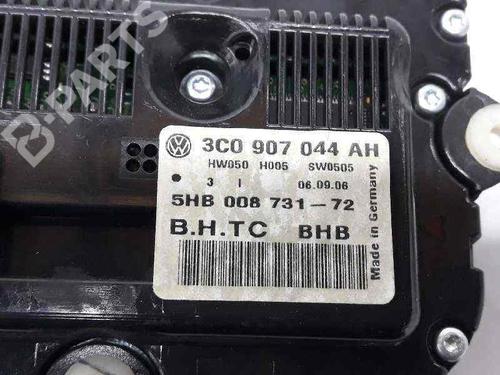 B-PARTS
3C0 907 044 AH
HW050 H005 SW0505
3 I 06.09.06
5HB 008 731-72
B.H.TC BHB
Made in Germany